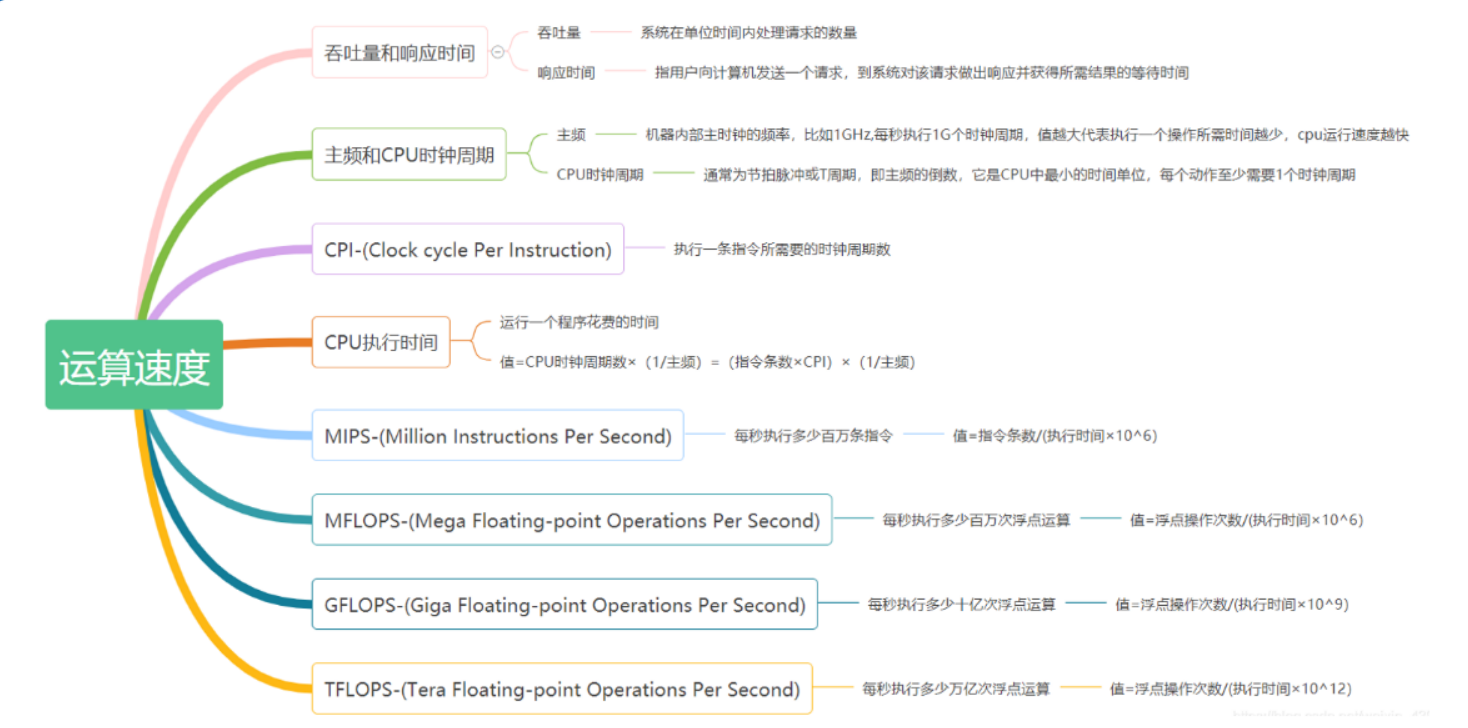 运算速度
吞吐量和响应时间
吞吐量
系统在单位时间内处理请求的数量
响应时间
指用户向计算机发送一个请求，到系统对该请求做出响应并获得所需结果的等待时间
主频和CPU时钟周期
主频
机器内部主时钟的频率，比如1GHz,每秒执行1G个时钟周期，值越大代表执行一个操作所需时间越少，cpu运行速度越快
CPU时钟周期
通常为节拍脉冲或T周期，即主频的倒数，它是CPU中最小的时间单位，每个动作至少需要1个时钟周期
CPI-(Clock cycle Per Instruction)
执行一条指令所需要的时钟周期数
CPU执行时间
运行一个程序花费的时间
值=CPU时钟周期数×（1/主频）=（指令条数×CPI）×（1/主频）
MIPS-(Million Instructions Per Second)
每秒执行多少百万条指令
值=指令条数/(执行时间×10^6)
MFLOPS-(Mega Floating-point Operations Per Second)
每秒执行多少百万次浮点运算
值=浮点操作次数/(执行时间×10^6)
GFLOPS-(Giga Floating-point Operations Per Second)
每秒执行多少十亿次浮点运算
值=浮点操作次数/(执行时间×10^9)
TFLOPS-(Tera Floating-point Operations Per Second)
每秒执行多少万亿次浮点运算
值=浮点操作次数/(执行时间×10^12)